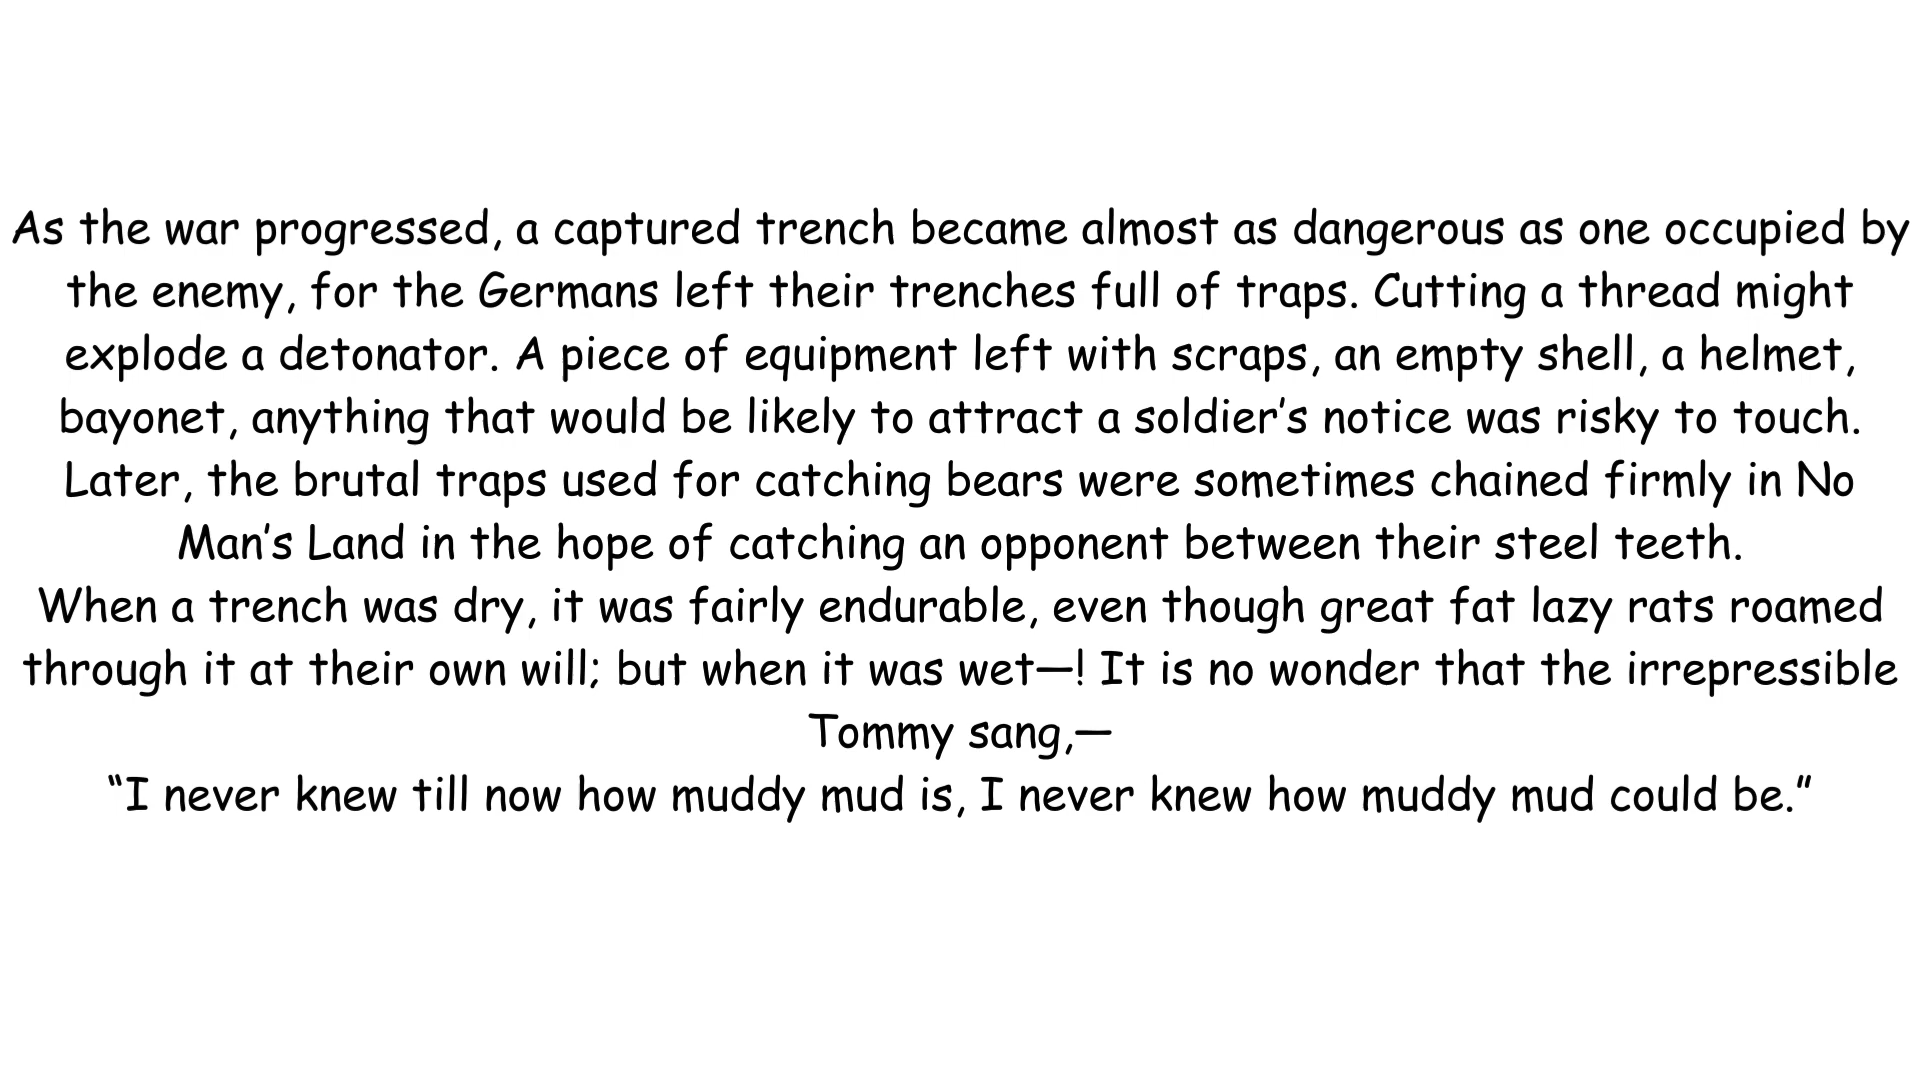 As the war progressed, a captured trench became almost as dangerous as one occupied by
the enemy, for the Germans left their trenches full of traps. Cutting a thread might
explode a detonator. A piece of equipment left with scraps, an empty shell, a helmet,
bayonet, anything that would be likely to attract a soldier’s notice was risky to touch.
Later, the brutal traps used for catching bears were sometimes chained firmly in No
Man’s Land in the hope of catching an opponent between their steel teeth.
When a trench was dry, it was fairly endurable, even though great fat lazy rats roamed
through it at their own will; but when it was wet—! It is no wonder that the irrepressible
Tommy sang,—
“I never knew till now how muddy mud is, I never knew how muddy mud could be.”